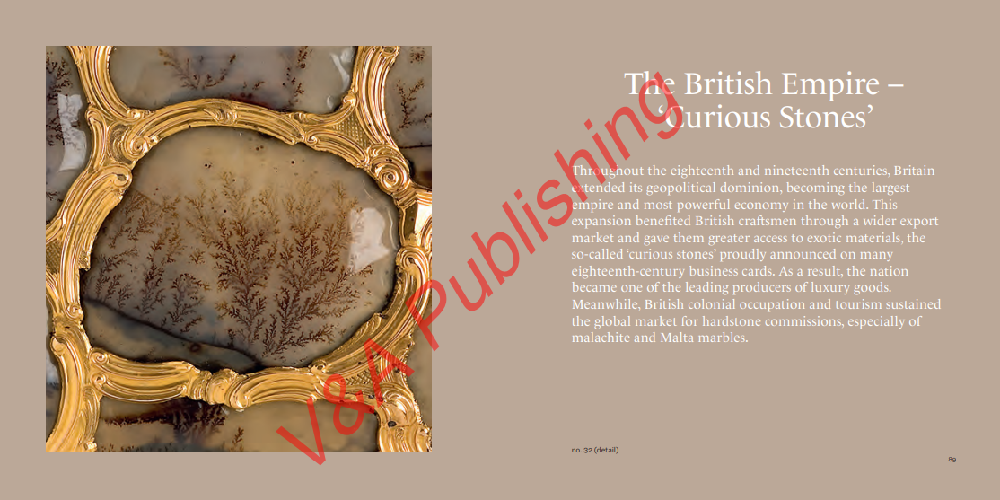 The British Empire –
‘Curious Stones’
Throughout the eighteenth and nineteenth centuries, Britain
extended its geopolitical dominion, becoming the largest
empire and most powerful economy in the world. This
expansion benefited British craftsmen through a wider export
market and gave them greater access to exotic materials, the
so-called ‘curious stones’ proudly announced on many
eighteenth-century business cards. As a result, the nation
became one of the leading producers of luxury goods.
Meanwhile, British colonial occupation and tourism sustained
the global market for hardstone commissions, especially of
malachite and Malta marbles.
no. 32 (detail)
89
V&A Publishing